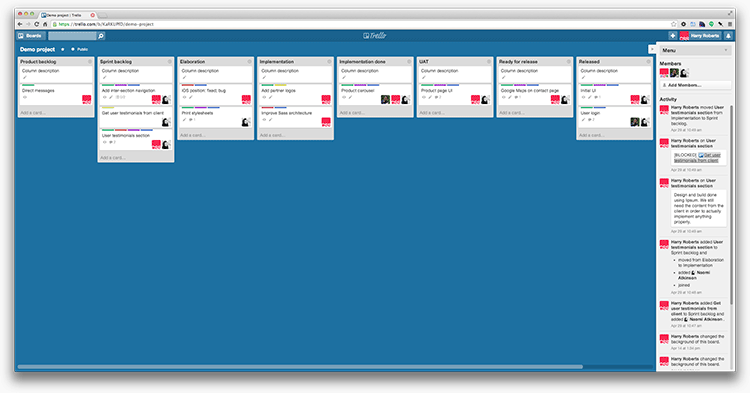 Demo project | Trello
https://trello.com/b/KaRKUPfD/demo-project
Boards
Trello
Harry Roberts
Demo project
Public
Product backlog
Column description
Direct messages
Add a card...
Sprint backlog
Column description
Add inter section navigation
Get user testimonials from client
User testimonials section
Add a card...
Elaboration
Column description
iOS position: fixed; bug
Print stylesheets
Add a card...
Implementation
Column description
Add partner logos
Improve Sass architecture
Add a card...
Implementation done
Column description
Product carousel
Add a card...
UAT
Column description
Product page UI
Add a card...
Ready for release
Column description
Google Maps on contact page
Add a card...
Released
Column description
Initial UI
User login
Add a card...
Menu
Members
Add Members...
Activity
Harry Roberts moved User
testimonials section from
Implementation to Sprint
backlog.
Apr 29 at 10:49 am
Harry Roberts on User
testimonials section
[BLOCKED]: Get user
testimonials from client
Apr 29 at 10:49 am
Harry Roberts on User
testimonials section
Design and build done
using Ipsum. We still
need the content from the
client in order to actually
implement anything
properly.
Apr 29 at 10:49 am
Harry Roberts added User
testimonials section to
Sprint backlog and
moved from Elaboration
to Implementation
added Naomi
Atkinson
joined
Apr 29 at 10:48 am
Harry Roberts added Get
user testimonials from
client to Sprint backlog and
added Naomi Atkinson.
Apr 29 at 10:47 am
Harry Roberts changed the
background of this board.
Apr 14 at 1:03 pm
Harry Roberts changed the
background of this board.